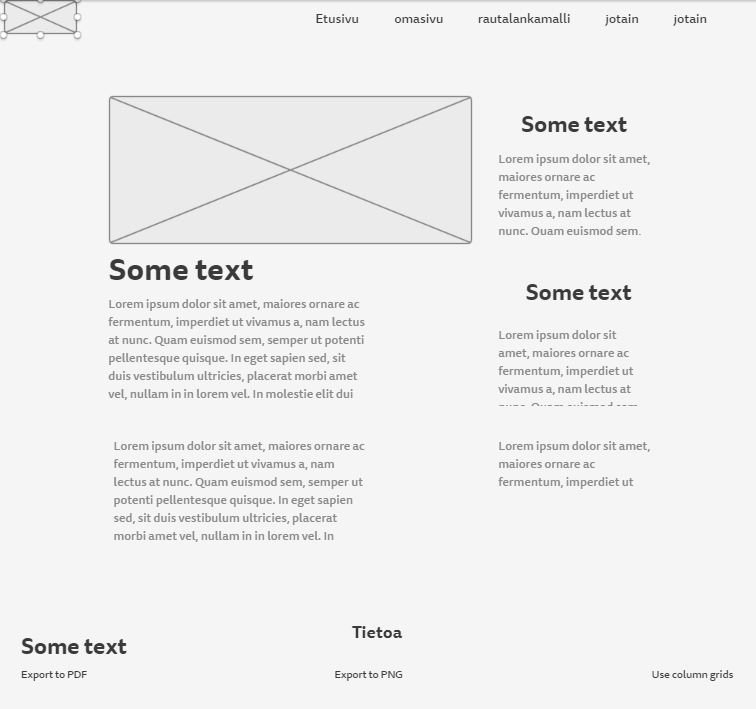 Etusivu omasivu rautalankamalli jotain jotain
Some text
Lorem ipsum dolor sit amet, maiores ornare ac
fermentum, imperdiet ut vivamus a, nam lectus
at nunc. Quam euismod sem, semper ut potenti
pellentesque quisque. In eget sapien sed, sit
duis vestibulum ultricies, placerat morbi amet
vel, nullam in in lorem vel. In molestie elit dui
Lorem ipsum dolor sit amet, maiores ornare ac
fermentum, imperdiet ut vivamus a, nam
lectus at nunc. Quam euismod sem, semper ut
potenti pellentesque quisque. In eget sapien
sed, sit duis vestibulum ultricies, placerat
morbi amet vel, nullam in in lorem vel. In
Some text
Lorem ipsum dolor sit amet,
maiores ornare ac
fermentum, imperdiet ut
vivamus a, nam lectus at
nunc. Quam euismod sem.
Some text
Lorem ipsum dolor sit
amet, maiores ornare ac
fermentum, imperdiet ut
vivamus a, nam lectus at
Lorem ipsum dolor sit amet,
maiores ornare ac
fermentum, imperdiet ut
Some text
Export to PDF
Tietoa
Export to PNG
Use column grids